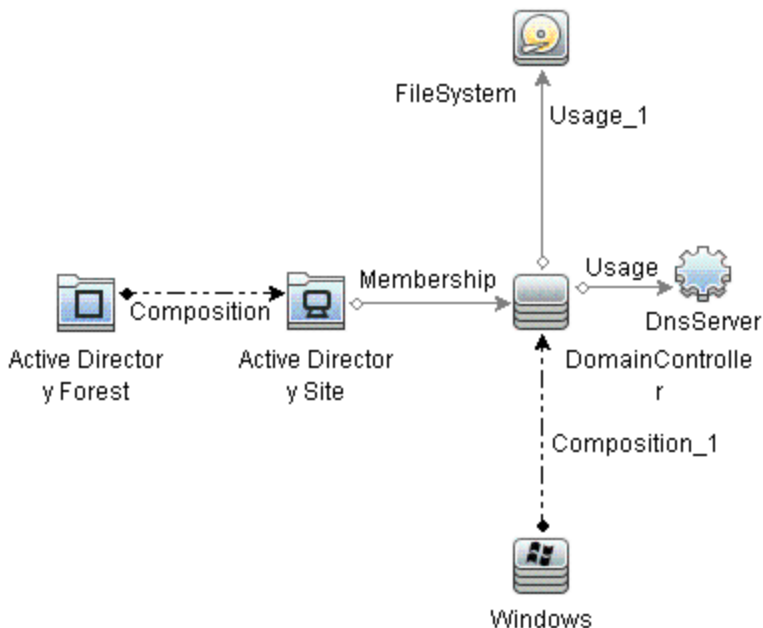 FileSystem
Usage_1
Membership
Usage
Composition
DnsServer
Active Director
y Forest
Active Director
y Site
DomainControlle
r
Composition_1
Windows